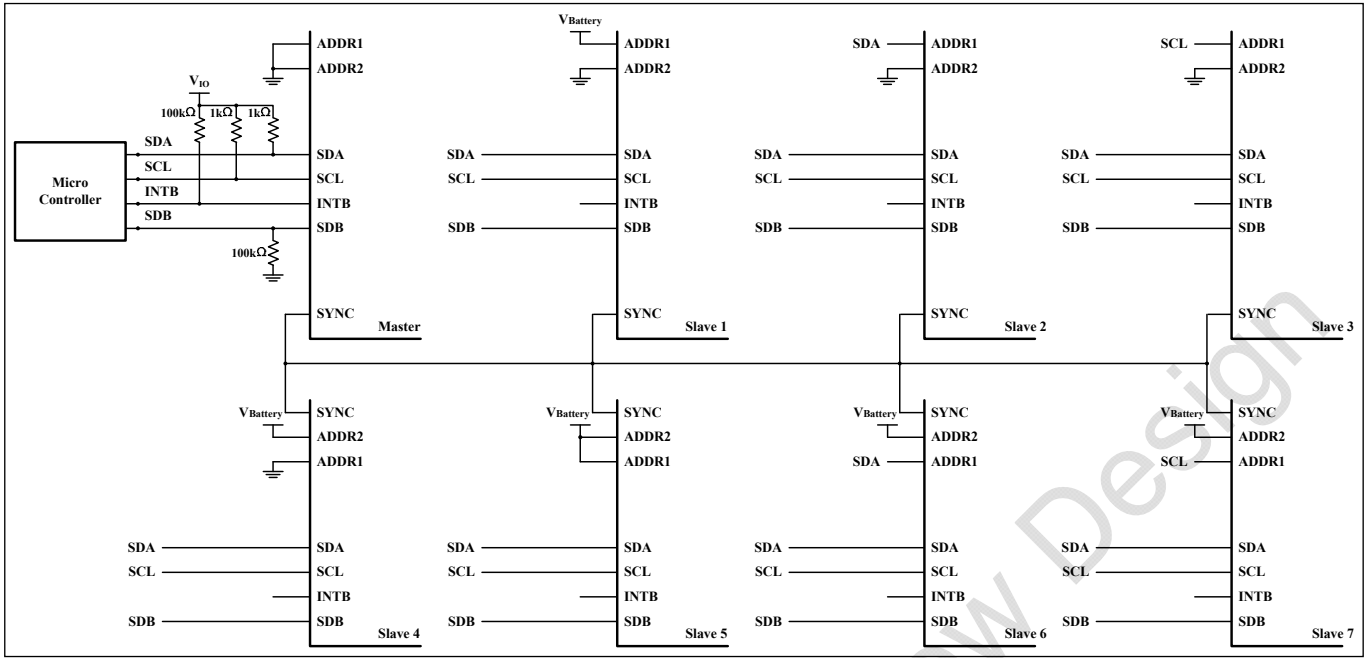 VBattery
ADDR1
ADDR2
ADDR1
ADDR2
SDA
ADDR1
ADDR2
SCL
ADDR1
ADDR2
VIO
100kΩ
1kΩ
1kΩ
Micro
Controller
SDA
SCL
INTB
SDB
100kΩ
SDA
SCL
INTB
SDB
SYNC
Master
SDA
SCL
SDB
SDA
SCL
INTB
SDB
SYNC
Slave 1
SDA
SCL
SDB
SDA
SCL
INTB
SDB
SYNC
Slave 2
SDA
SCL
SDB
SDA
SCL
INTB
SDB
SYNC
Slave 3
VBattery
SYNC
ADDR2
ADDR1
SDA
SCL
SDB
SDA
SCL
INTB
SDB
Slave 4
VBattery
SYNC
ADDR2
ADDR1
SDA
SCL
SDB
SDA
SCL
INTB
SDB
Slave 5
VBattery
SYNC
ADDR2
SDA
ADDR1
SDA
SCL
SDB
SDA
SCL
INTB
SDB
Slave 6
VBattery
SYNC
ADDR2
SCL
ADDR1
SDA
SCL
SDB
SDA
SCL
INTB
SDB
Slave 7
Design